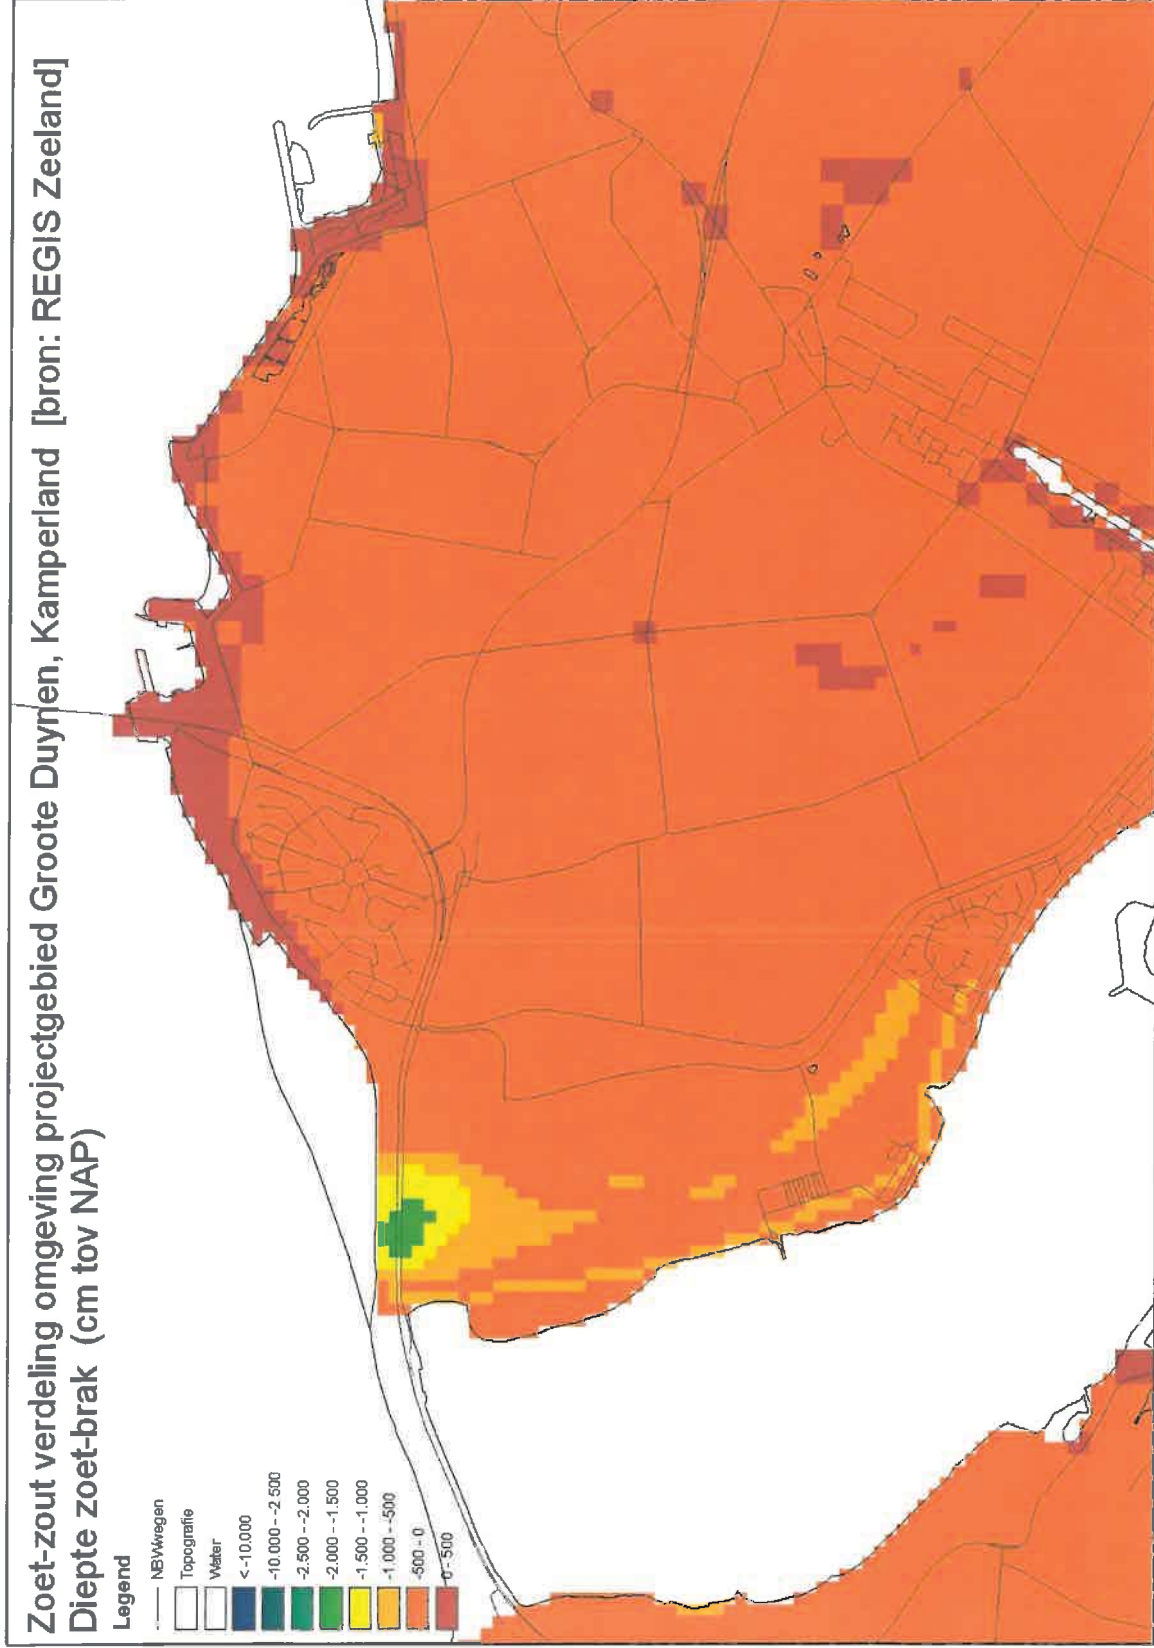 Zoet-zout verdeling omgeving projectgebied Groote Duynen, Kamperland [bron: REGIS Zeeland]
Diepte zoet-brak (cm tov NAP)
Legend
NBWwegen
Topografie
Water
< -10.000
-10.000 - -2 500
-2.500 - -2.000
-2.000 - -1.500
-1.500 - -1.000
-1.000 - -500
-500 - 0
0 - 500